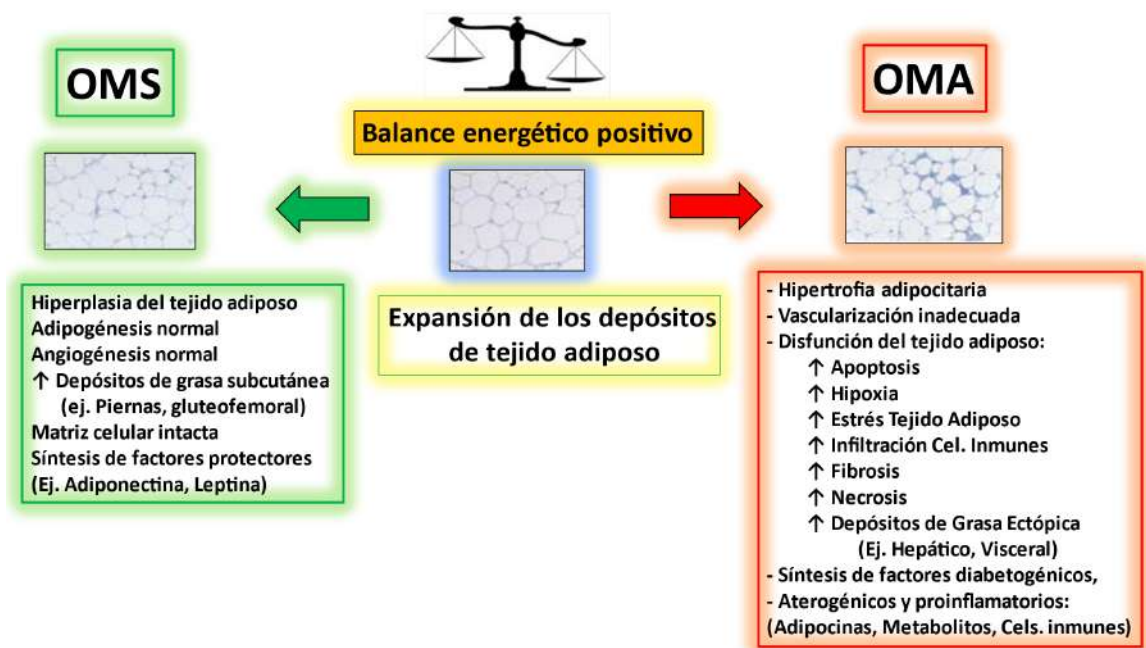 OMS
Balance energético positivo
OMA
Hiperplasia del tejido adiposo
Adipogénesis normal
Angiogénesis normal
↑ Depósitos de grasa subcutánea
(ej. Piernas, gluteofemoral)
Matriz celular intacta
Síntesis de factores protectores
(Ej. Adiponectina, Leptina)
Expansión de los depósitos
de tejido adiposo
- Hipertrofia adipocitaria
- Vascularización inadecuada
- Disfunción del tejido adiposo:
↑ Apoptosis
↑ Hipoxia
↑ Estrés Tejido Adiposo
↑ Infiltración Cel. Inmunes
↑ Fibrosis
↑ Necrosis
↑ Depósitos de Grasa Ectópica
(Ej. Hepático, Visceral)
- Síntesis de factores diabetogénicos,
- Aterogénicos y proinflamatorios:
(Adipocinas, Metabolitos, Cels. inmunes)